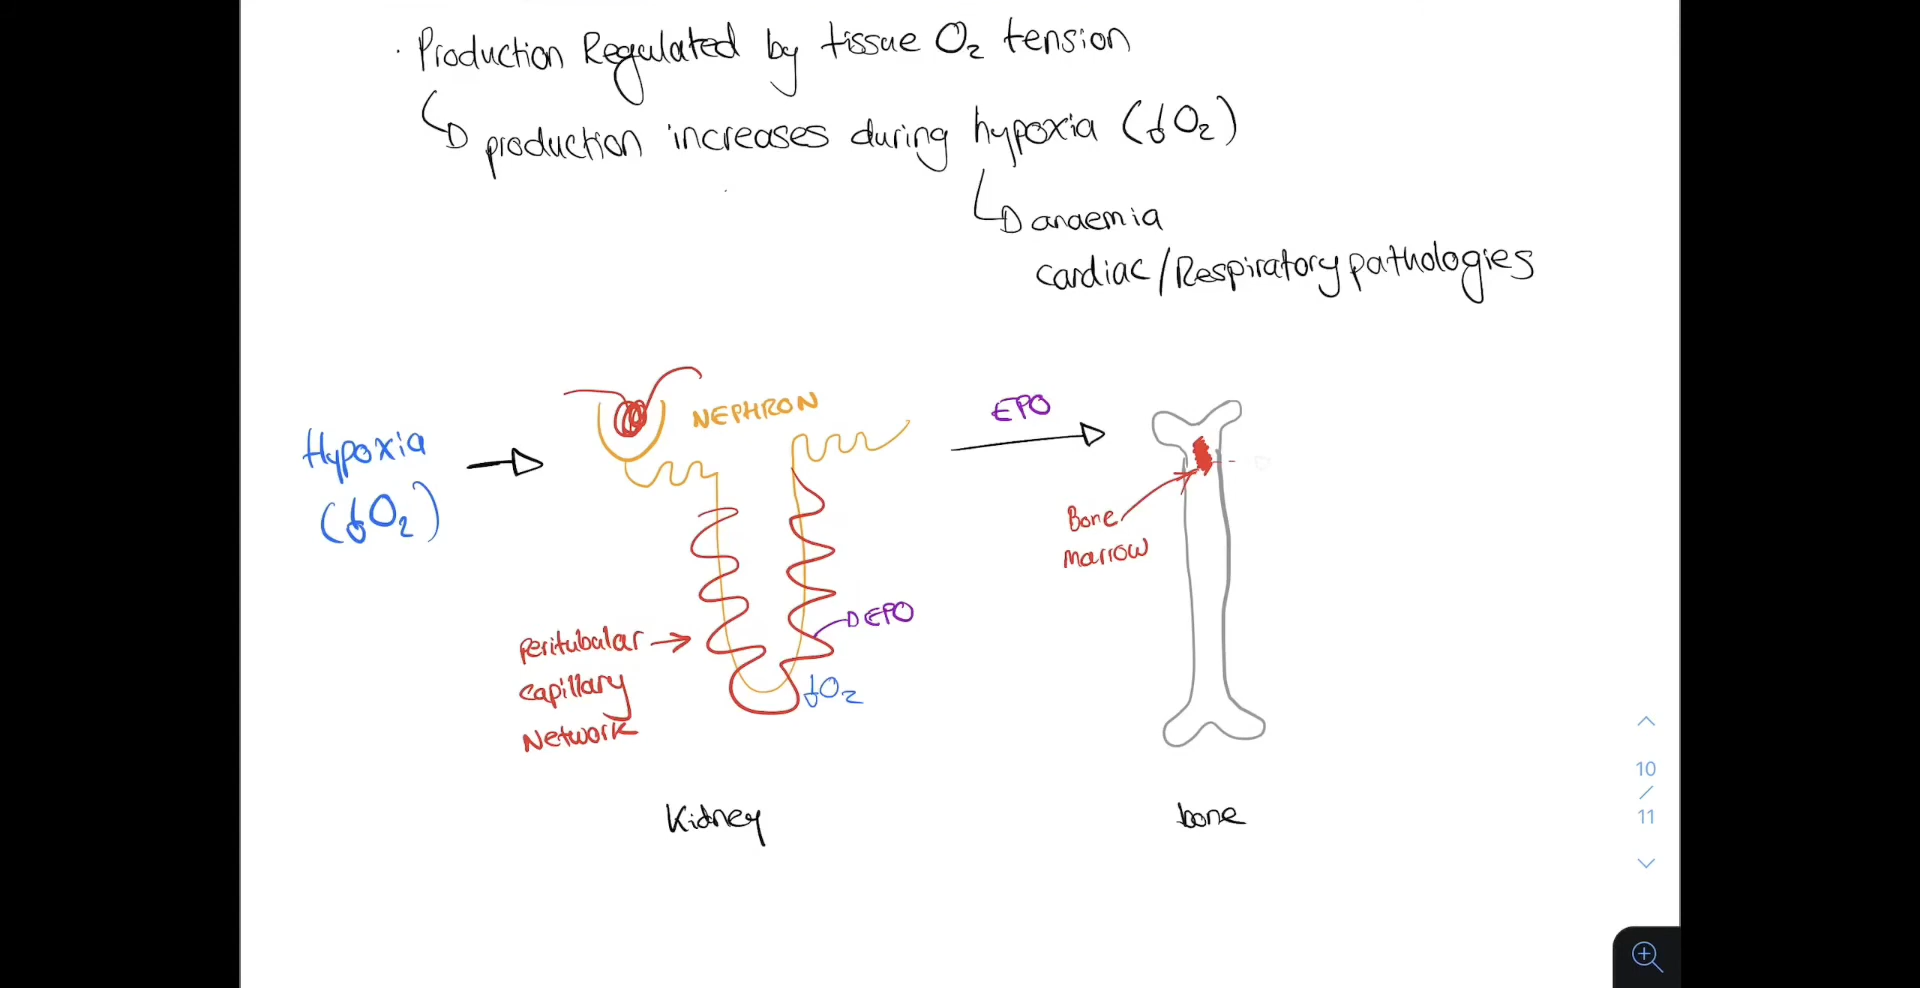 · Production Regulated by tissue O₂ tension
↳ production increases during hypoxia (↓O₂)
↳ anaemia
cardiac/Respiratory pathologies
NEPHRON
EPO
Hypoxia
(↓O₂)
Bone
marrow
→ EPO
Peritubular →
capillary
Network
↓O₂
Kidney
bone
10
/
11